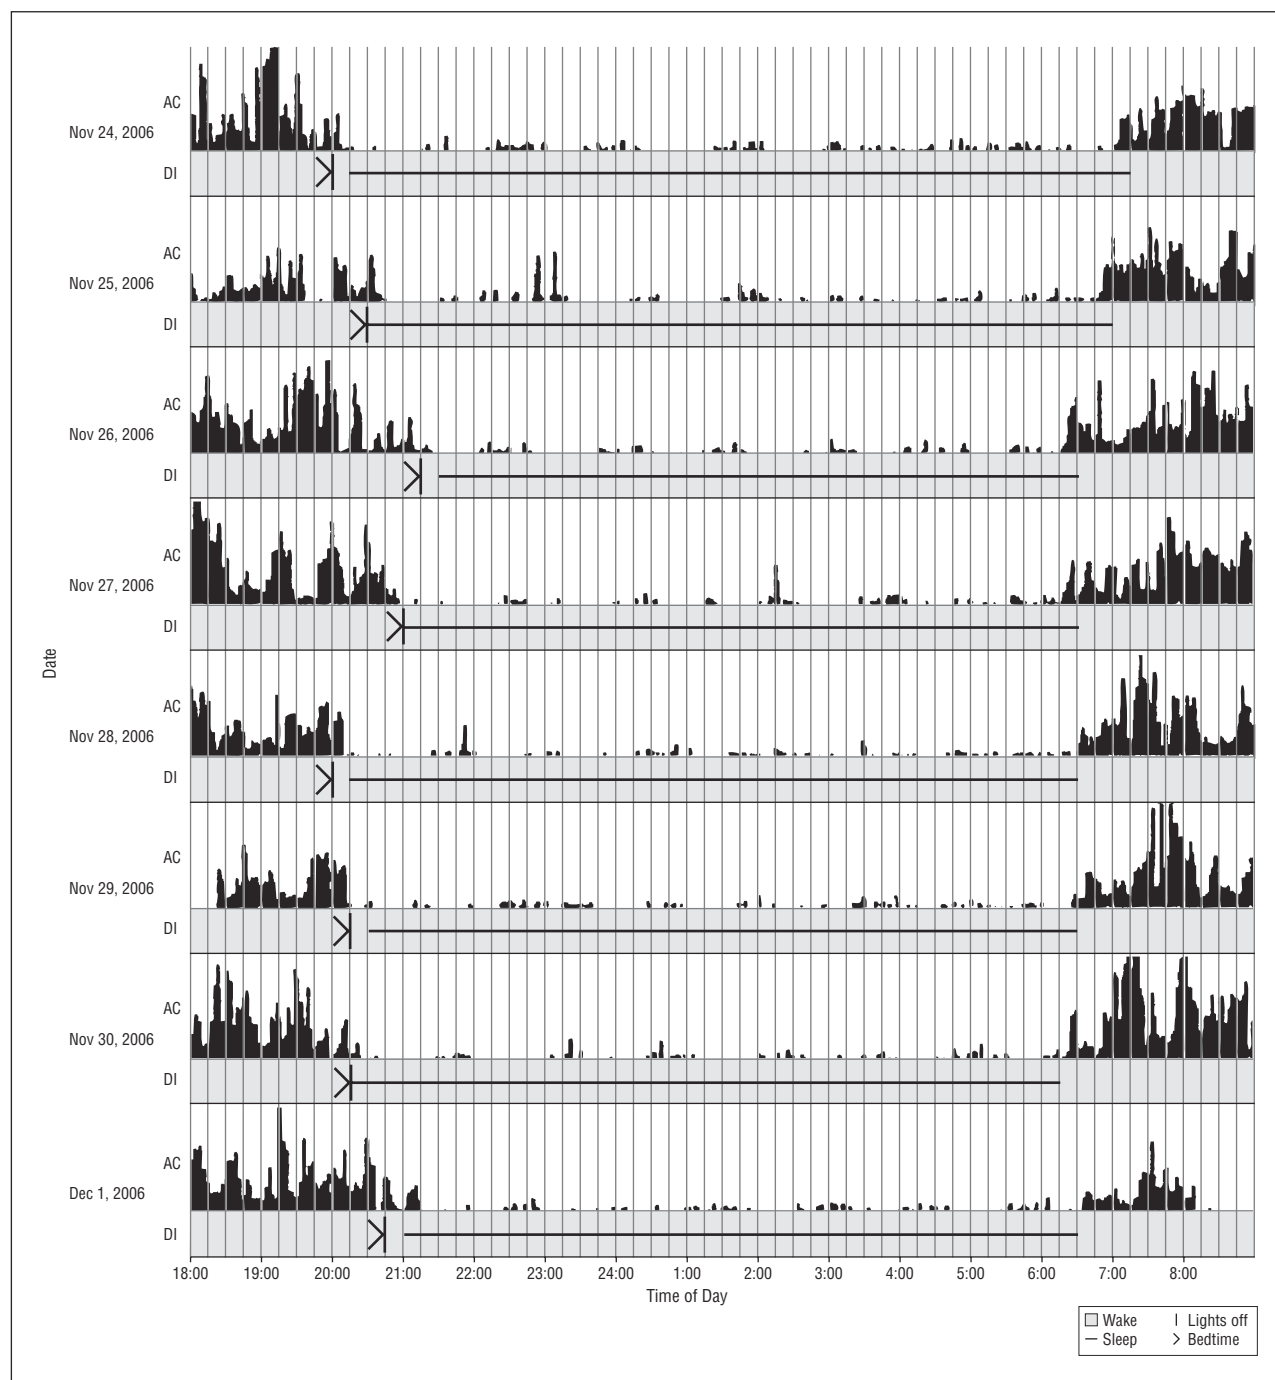 AC
Nov 24, 2006
DI
AC
Nov 25, 2006
DI
AC
Nov 26, 2006
DI
AC
Nov 27, 2006
DI
Date
AC
Nov 28, 2006
DI
AC
Nov 29, 2006
DI
AC
Nov 30, 2006
DI
AC
Dec 1, 2006
DI
18:00 19:00 20:00 21:00 22:00 23:00 24:00 1:00 2:00 3:00 4:00 5:00 6:00 7:00 8:00
Time of Day
Wake Lights off
Sleep Bedtime